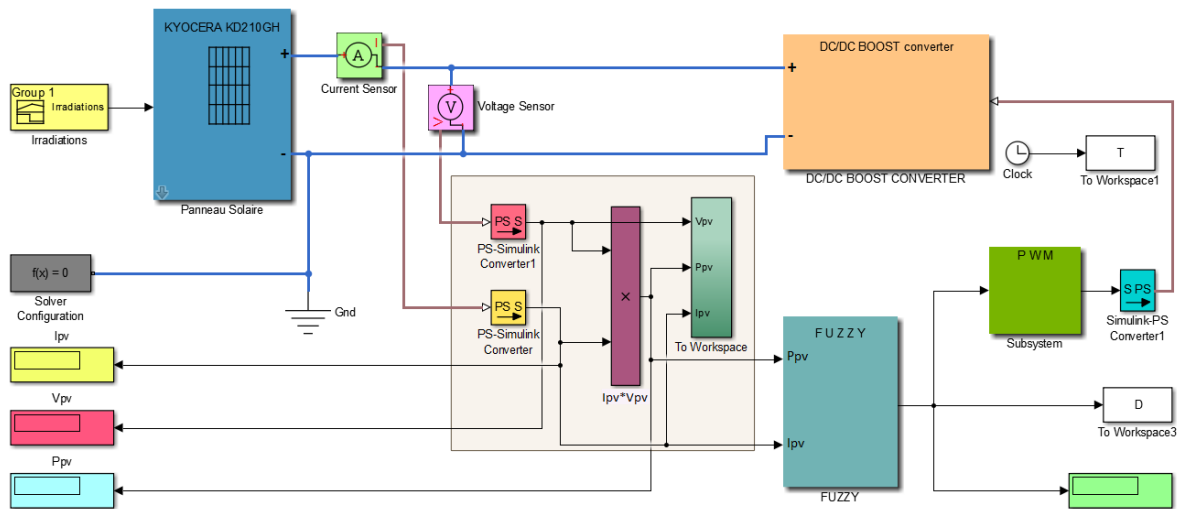 KYOCERA KD210GH
+
-
Panneau Solaire
Group 1
Irradiations
Irradiations
I
A
Current Sensor
+
V
V
Voltage Sensor
DC/DC BOOST converter
+
-
DC/DC BOOST CONVERTER
Clock
T
To Workspace1
f(x) = 0
Solver
Configuration
Gnd
PS S
PS-Simulink
Converter1
PS S
PS-Simulink
Converter
×
Ipv*Vpv
Vpv
Ppv
Ipv
To Workspace
P WM
Subsystem
S PS
Simulink-PS
Converter1
Ipv
Vpv
Ppv
FUZZY
Ppv
Ipv
FUZZY
D
To Workspace3